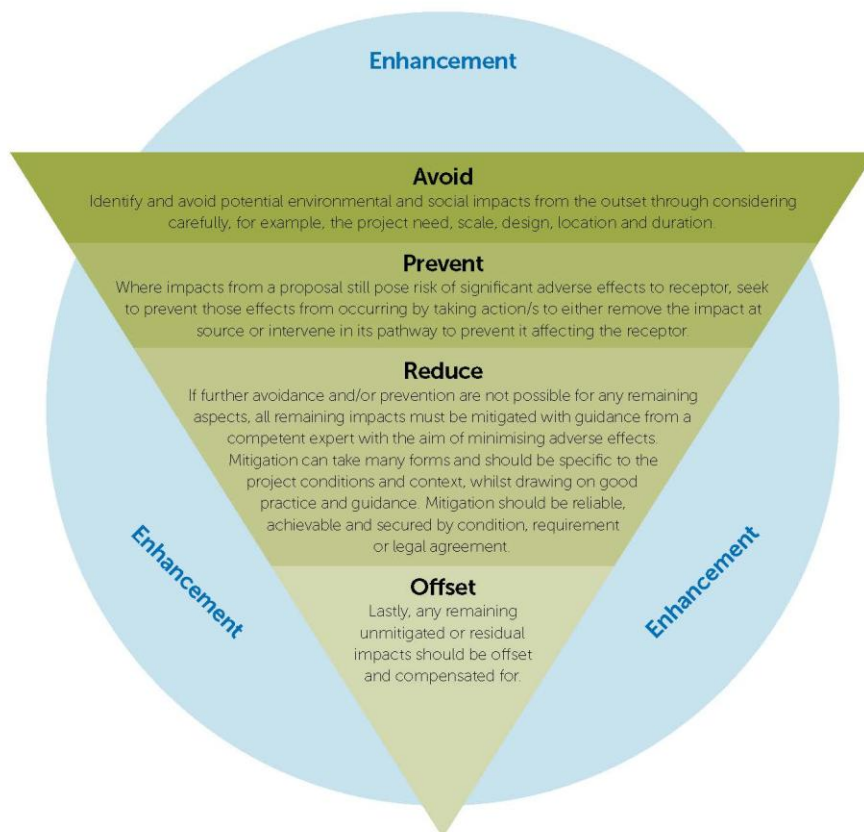 Enhancement
Avoid
Identify and avoid potential environmental and social impacts from the outset through considering
carefully, for example, the project need, scale, design, location and duration.
Prevent
Where impacts from a proposal still pose risk of significant adverse effects to receptor, seek
to prevent those effects from occurring by taking action/s to either remove the impact at
source or intervene in its pathway to prevent it affecting the receptor.
Reduce
If further avoidance and/or prevention are not possible for any remaining
aspects, all remaining impacts must be mitigated with guidance from a
competent expert with the aim of minimising adverse effects.
Mitigation can take many forms and should be specific to the
project conditions and context, whilst drawing on good
practice and guidance. Mitigation should be reliable,
achievable and secured by condition, requirement
or legal agreement.
Enhancement
Enhancement
Offset
Lastly, any remaining
unmitigated or residual
impacts should be offset
and compensated for.